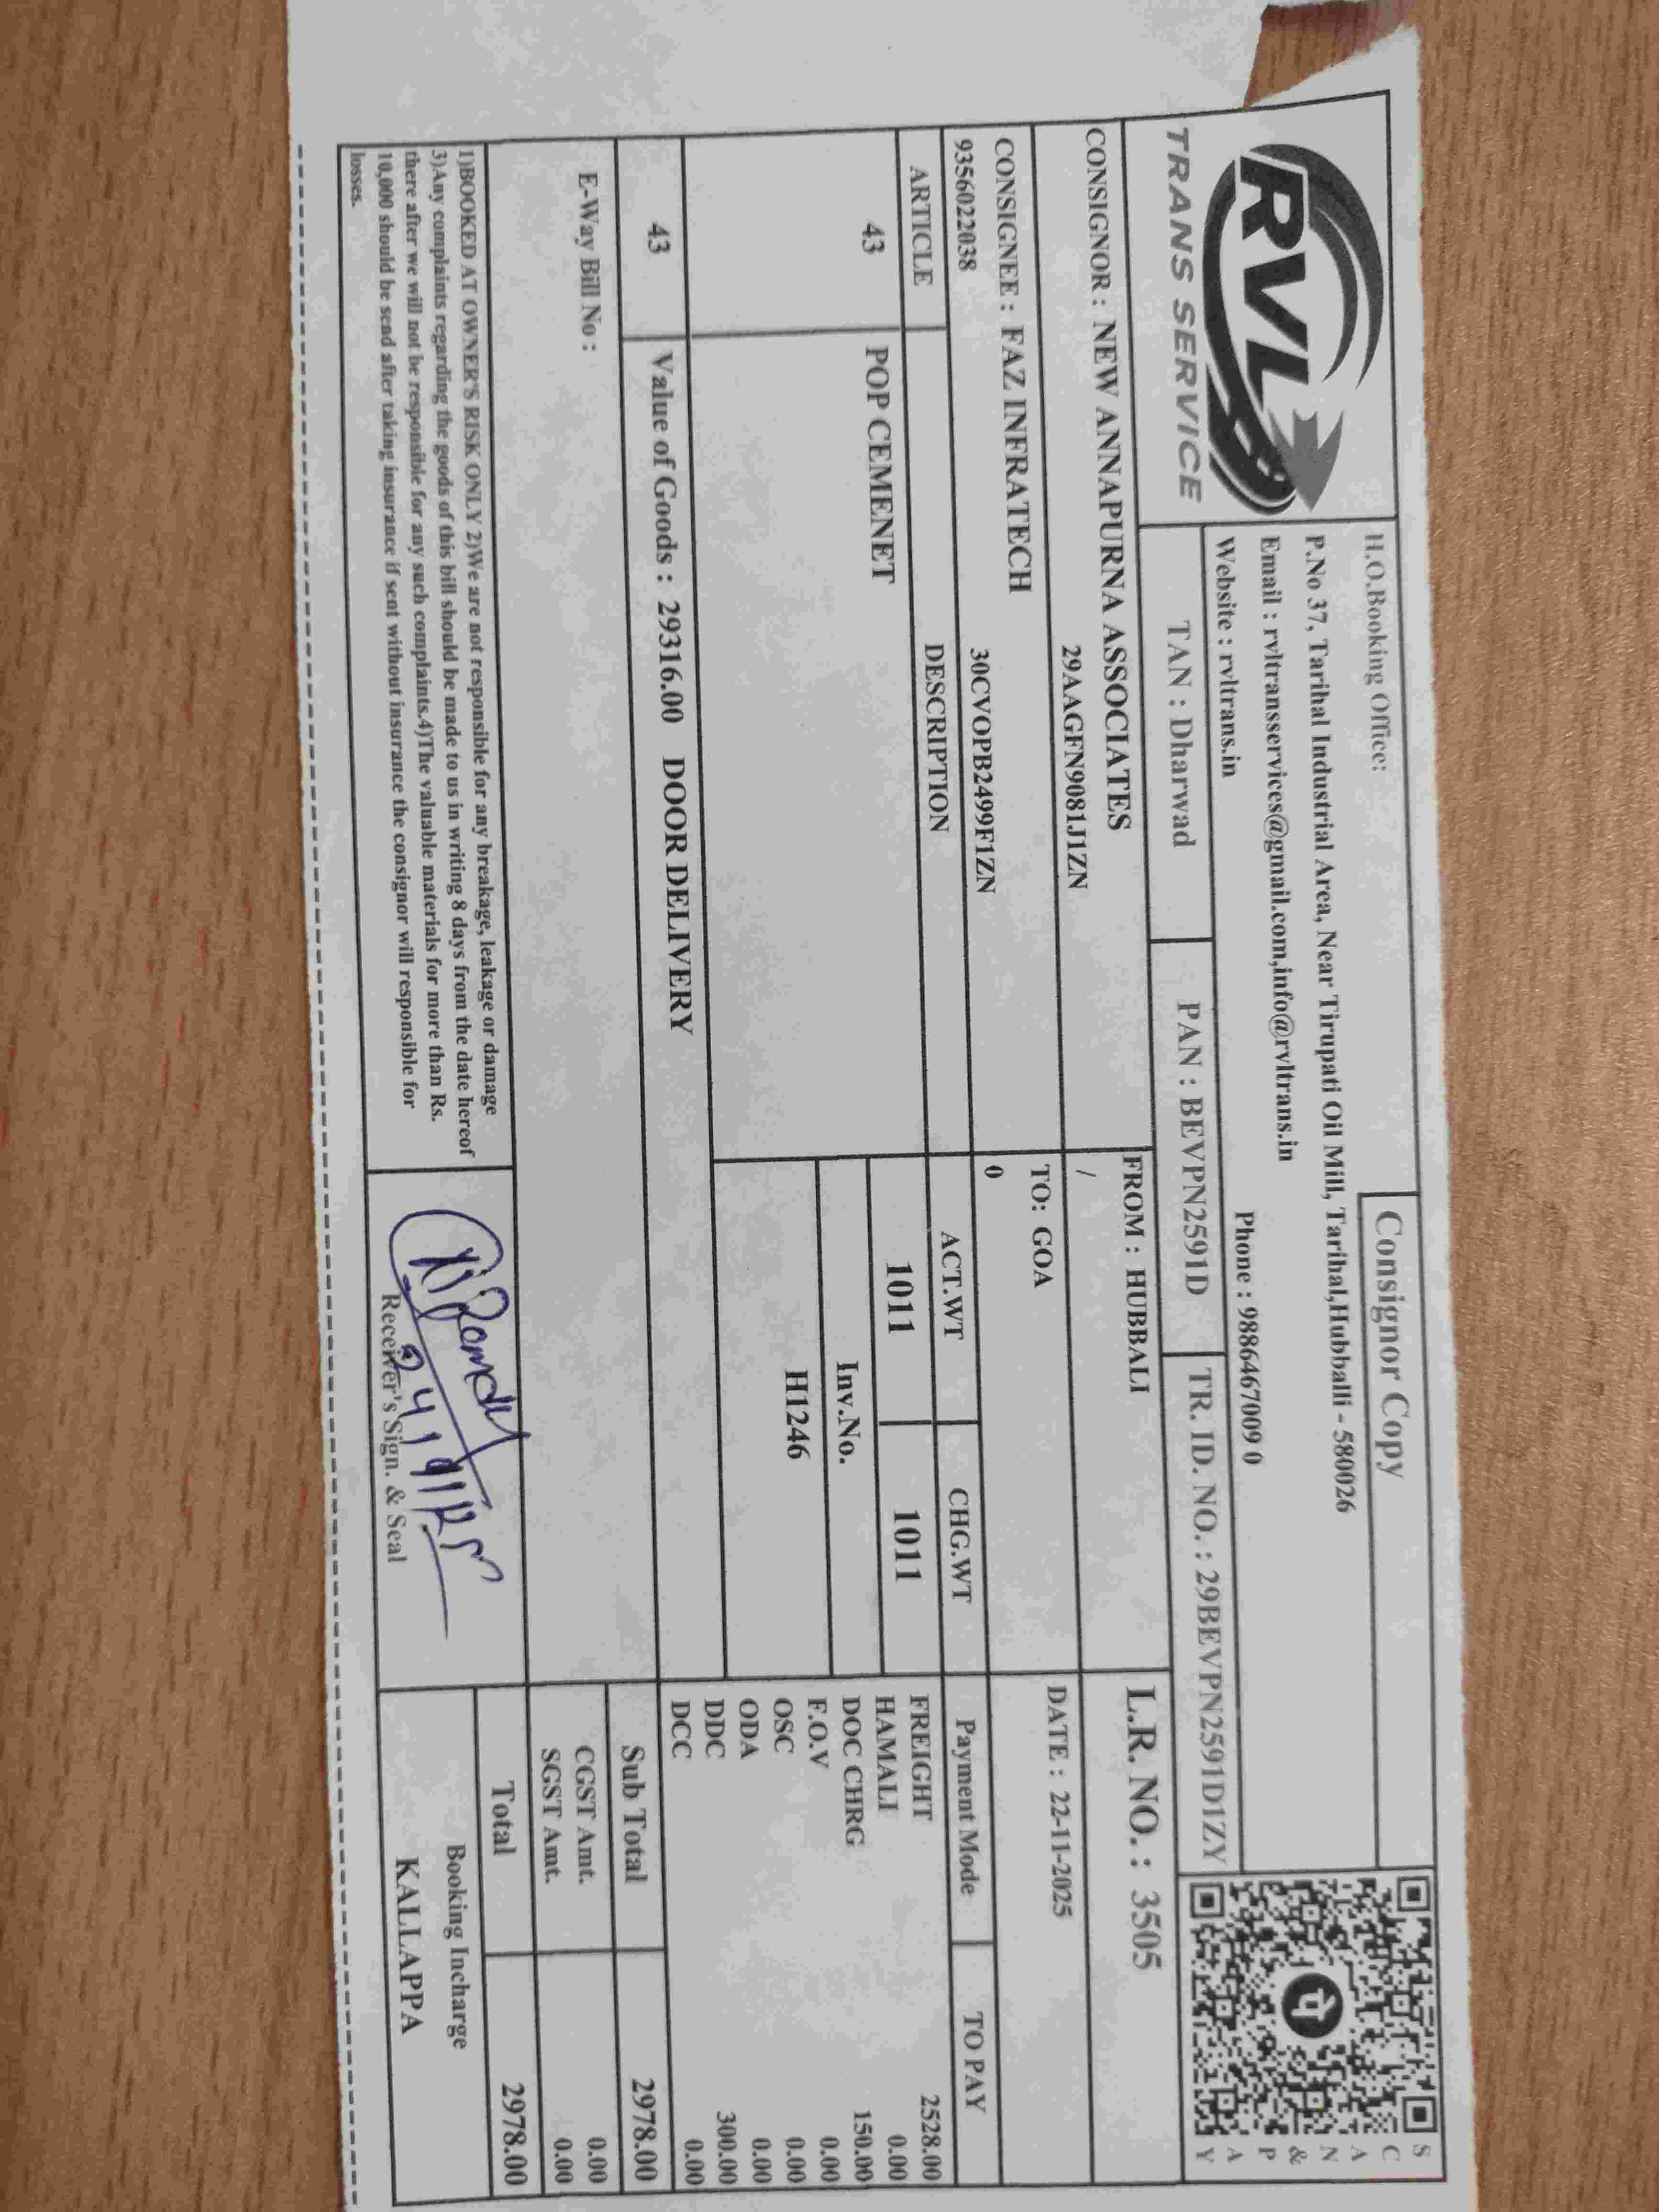 RVL
TRANS SERVICE
H.O.Booking Office:
Consignor Copy
P.No 37, Tarihal Industrial Area, Near Tirupati Oil Mill, Tarihal,Hubballi - 580026
Email : rvltransservices@gmail.com,info@rvltrans.in
Website : rvltrans.in
Phone : 9886467009 0
SCAN & PAY
TAN : Dharwad
PAN : BEVPN2591D
TR. ID. NO. : 29BEVPN2591D1ZY
CONSIGNOR : NEW ANNAPURNA ASSOCIATES
29AAGFN9081J1ZN
FROM : HUBBALI
/
L.R. NO. : 3505
CONSIGNEE : FAZ INFRATECH
9356022038
30CVOPB2499F1ZN
TO: GOA
0
DATE : 22-11-2025
ARTICLE DESCRIPTION ACT.WT CHG.WT Payment Mode TO PAY
43 POP CEMENET 1011 1011
Inv.No.
H1246
FREIGHT 2528.00
HAMALI 0.00
DOC CHRG 150.00
F.O.V 0.00
OSC 0.00
ODA 0.00
DDC 300.00
DCC 0.00
43 Value of Goods : 29316.00 DOOR DELIVERY
Sub Total 2978.00
E-Way Bill No :
CGST Amt. 0.00
SGST Amt. 0.00
Total 2978.00
1)BOOKED AT OWNER'S RISK ONLY 2)We are not responsible for any breakage, leakage or damage
3)Any complaints regarding the goods of this bill should be made to us in writing 8 days from the date hereof
there after we will not be responsible for any such complaints.4)The valuable materials for more than Rs.
10,000 should be send after taking insurance if sent without insurance the consignor will responsible for
losses.
Receiver's Sign. & Seal
Booking Incharge
KALLAPPA